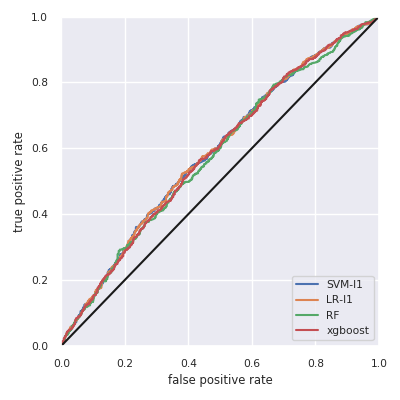 1.0
0.8
0.6
0.4
0.2
0.0
true positive rate
0.0 0.2 0.4 0.6 0.8 1.0
false positive rate
SVM-l1
LR-l1
RF
xgboost